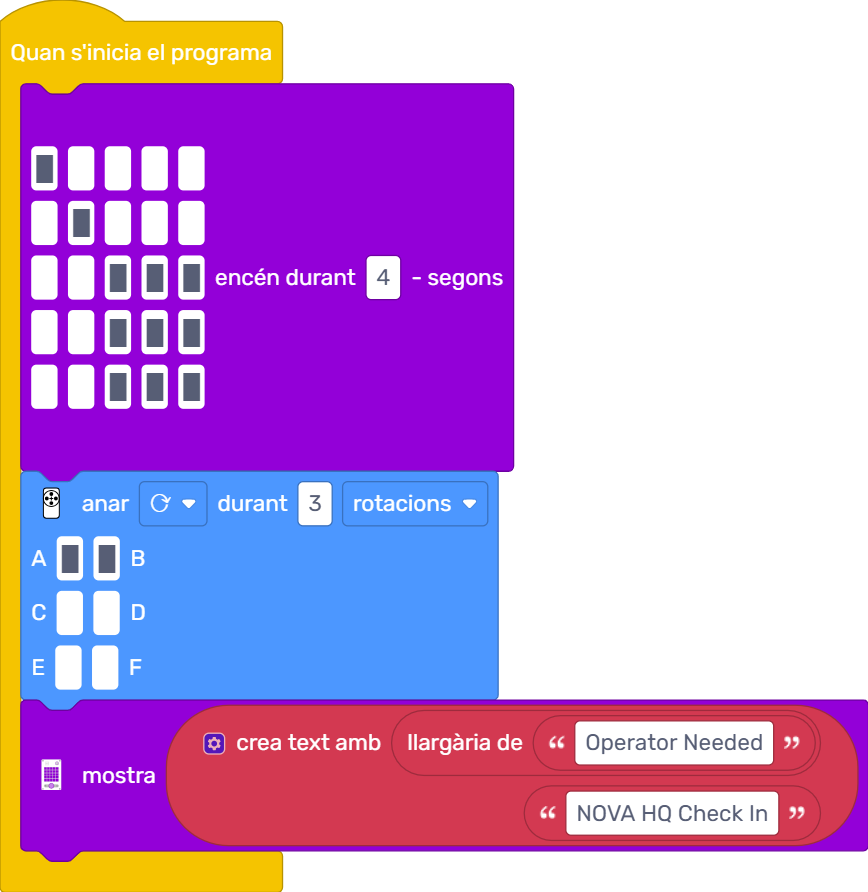 Quan s'inicia el programa
encén durant 4 - segons
anar durant 3 rotacions
A B
C D
E F
crea text amb llargària de “ Operator Needed ”
mostra
“ NOVA HQ Check In ”